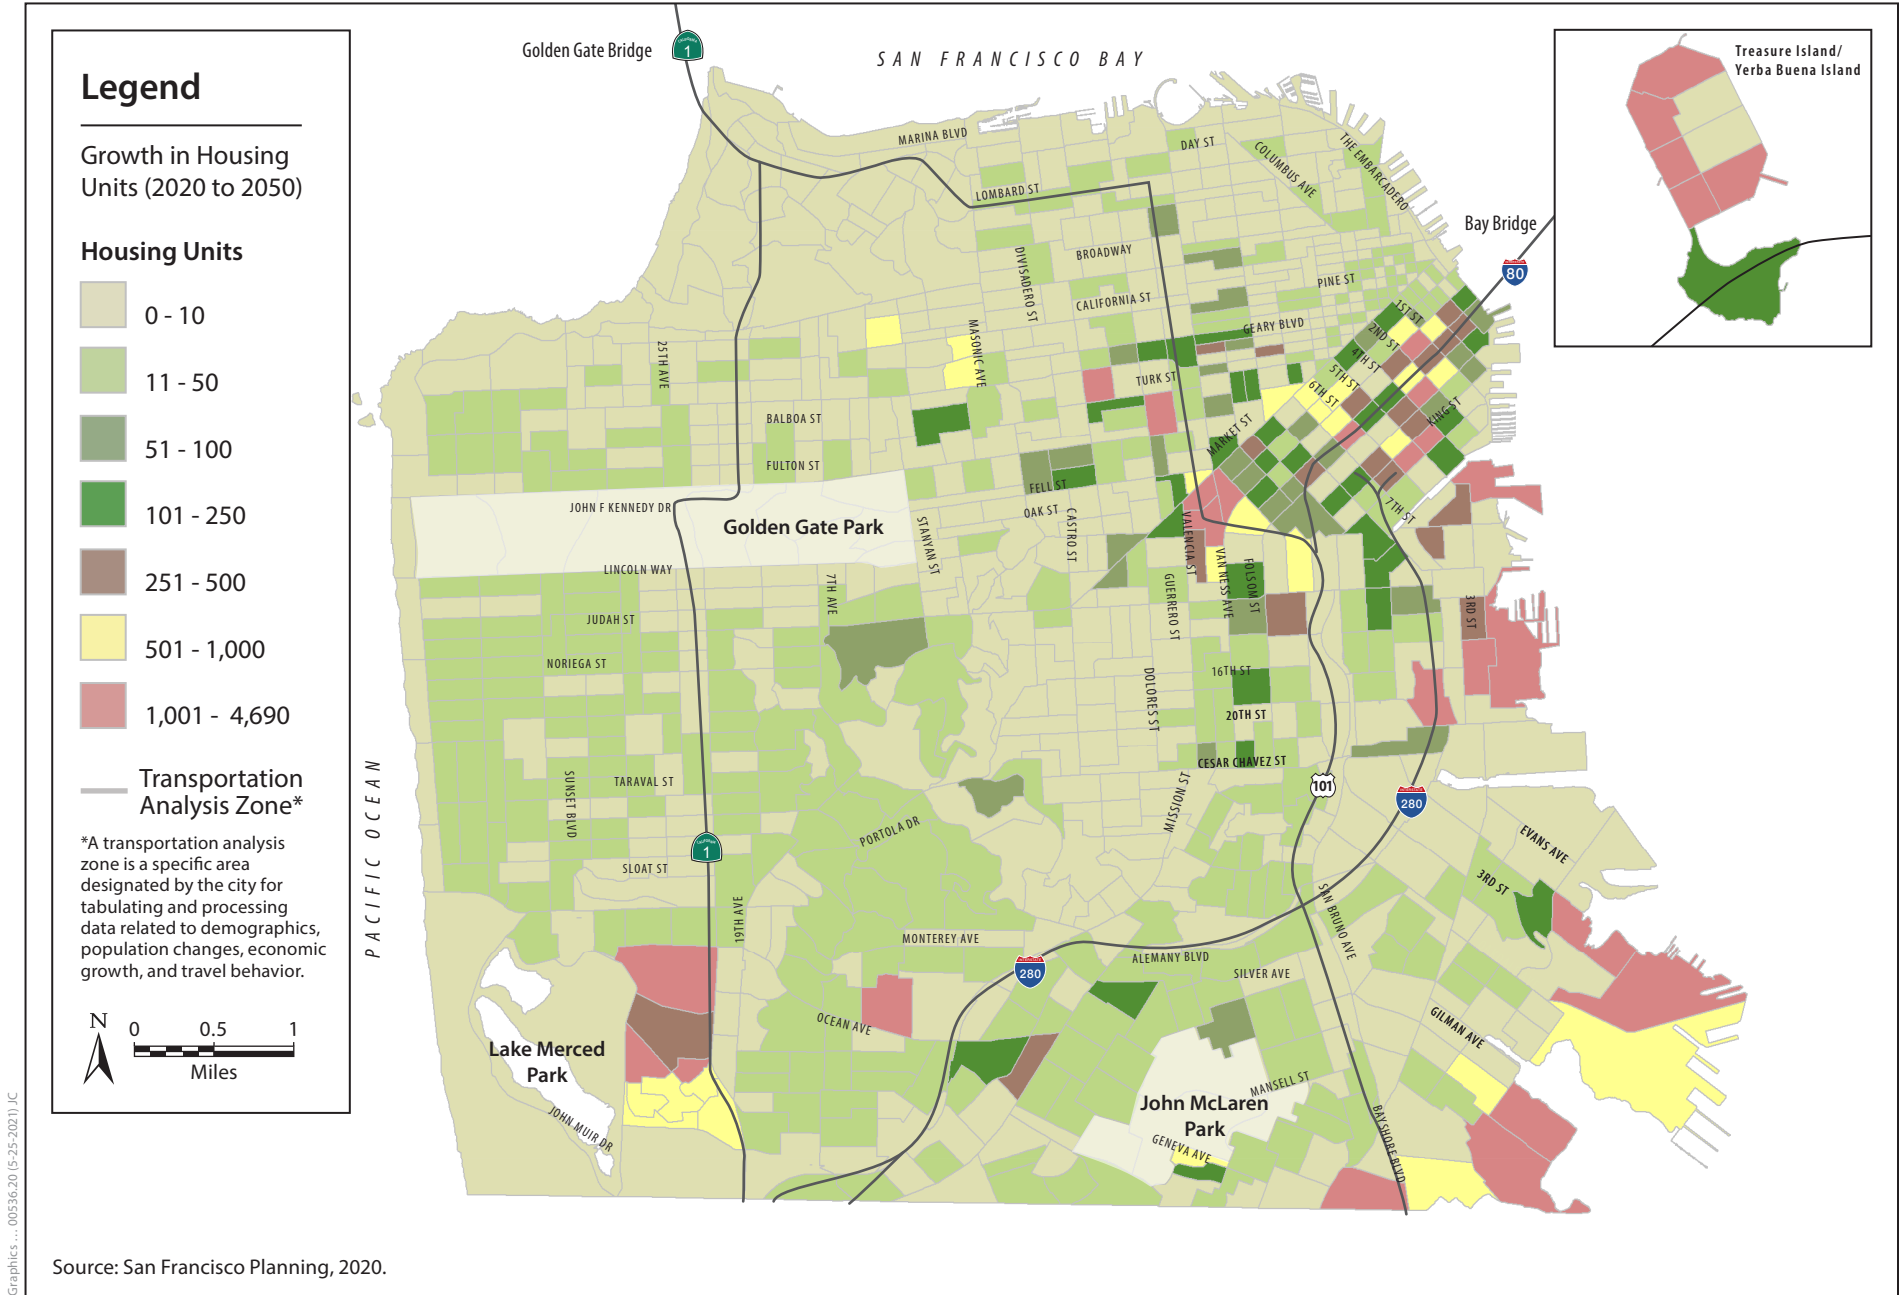 Legend
Growth in Housing
Units (2020 to 2050)
Housing Units
0 - 10
11 - 50
51 - 100
101 - 250
251 - 500
501 - 1,000
1,001 - 4,690
Transportation
Analysis Zone*
*A transportation analysis
zone is a specific area
designated by the city for
tabulating and processing
data related to demographics,
population changes, economic
growth, and travel behavior.
N
0 0.5 1
Miles
Golden Gate Bridge
CALIFORNIA
1
SAN FRANCISCO BAY
Treasure Island/
Yerba Buena Island
Bay Bridge
80
MARINA BLVD
DAY ST
COLUMBUS AVE
THE EMBARCADERO
LOMBARD ST
DIVISADERO ST
BROADWAY
CALIFORNIA ST
PINE ST
GEARY BLVD
1ST ST
2ND ST
4TH ST
5TH ST
6TH ST
KING ST
25TH AVE
MASONIC AVE
TURK ST
MARKET ST
BALBOA ST
FULTON ST
FELL ST
OAK ST
JOHN F KENNEDY DR
Golden Gate Park
STANYAN ST
CASTRO ST
VALENCIA ST
7TH ST
LINCOLN WAY
7TH AVE
VAN NESS AVE
FOLSOM ST
GUERRERO ST
3RD ST
JUDAH ST
NORIEGA ST
DOLORES ST
16TH ST
20TH ST
CESAR CHAVEZ ST
PACIFIC OCEAN
SUNSET BLVD
TARAVAL ST
MISSION ST
101
280
PORTOLA DR
EVANS AVE
CALIFORNIA
1
SLOAT ST
3RD ST
19TH AVE
SAN BRUNO AVE
MONTEREY AVE
280
ALEMANY BLVD
SILVER AVE
OCEAN AVE
GILMAN AVE
Lake Merced
Park
MANSELL ST
John McLaren
Park
JOHN MUIR DR
GENEVA AVE
BAYSHORE BLVD
Source: San Francisco Planning, 2020.
Graphics … 00536.20 (5-25-2021) JC